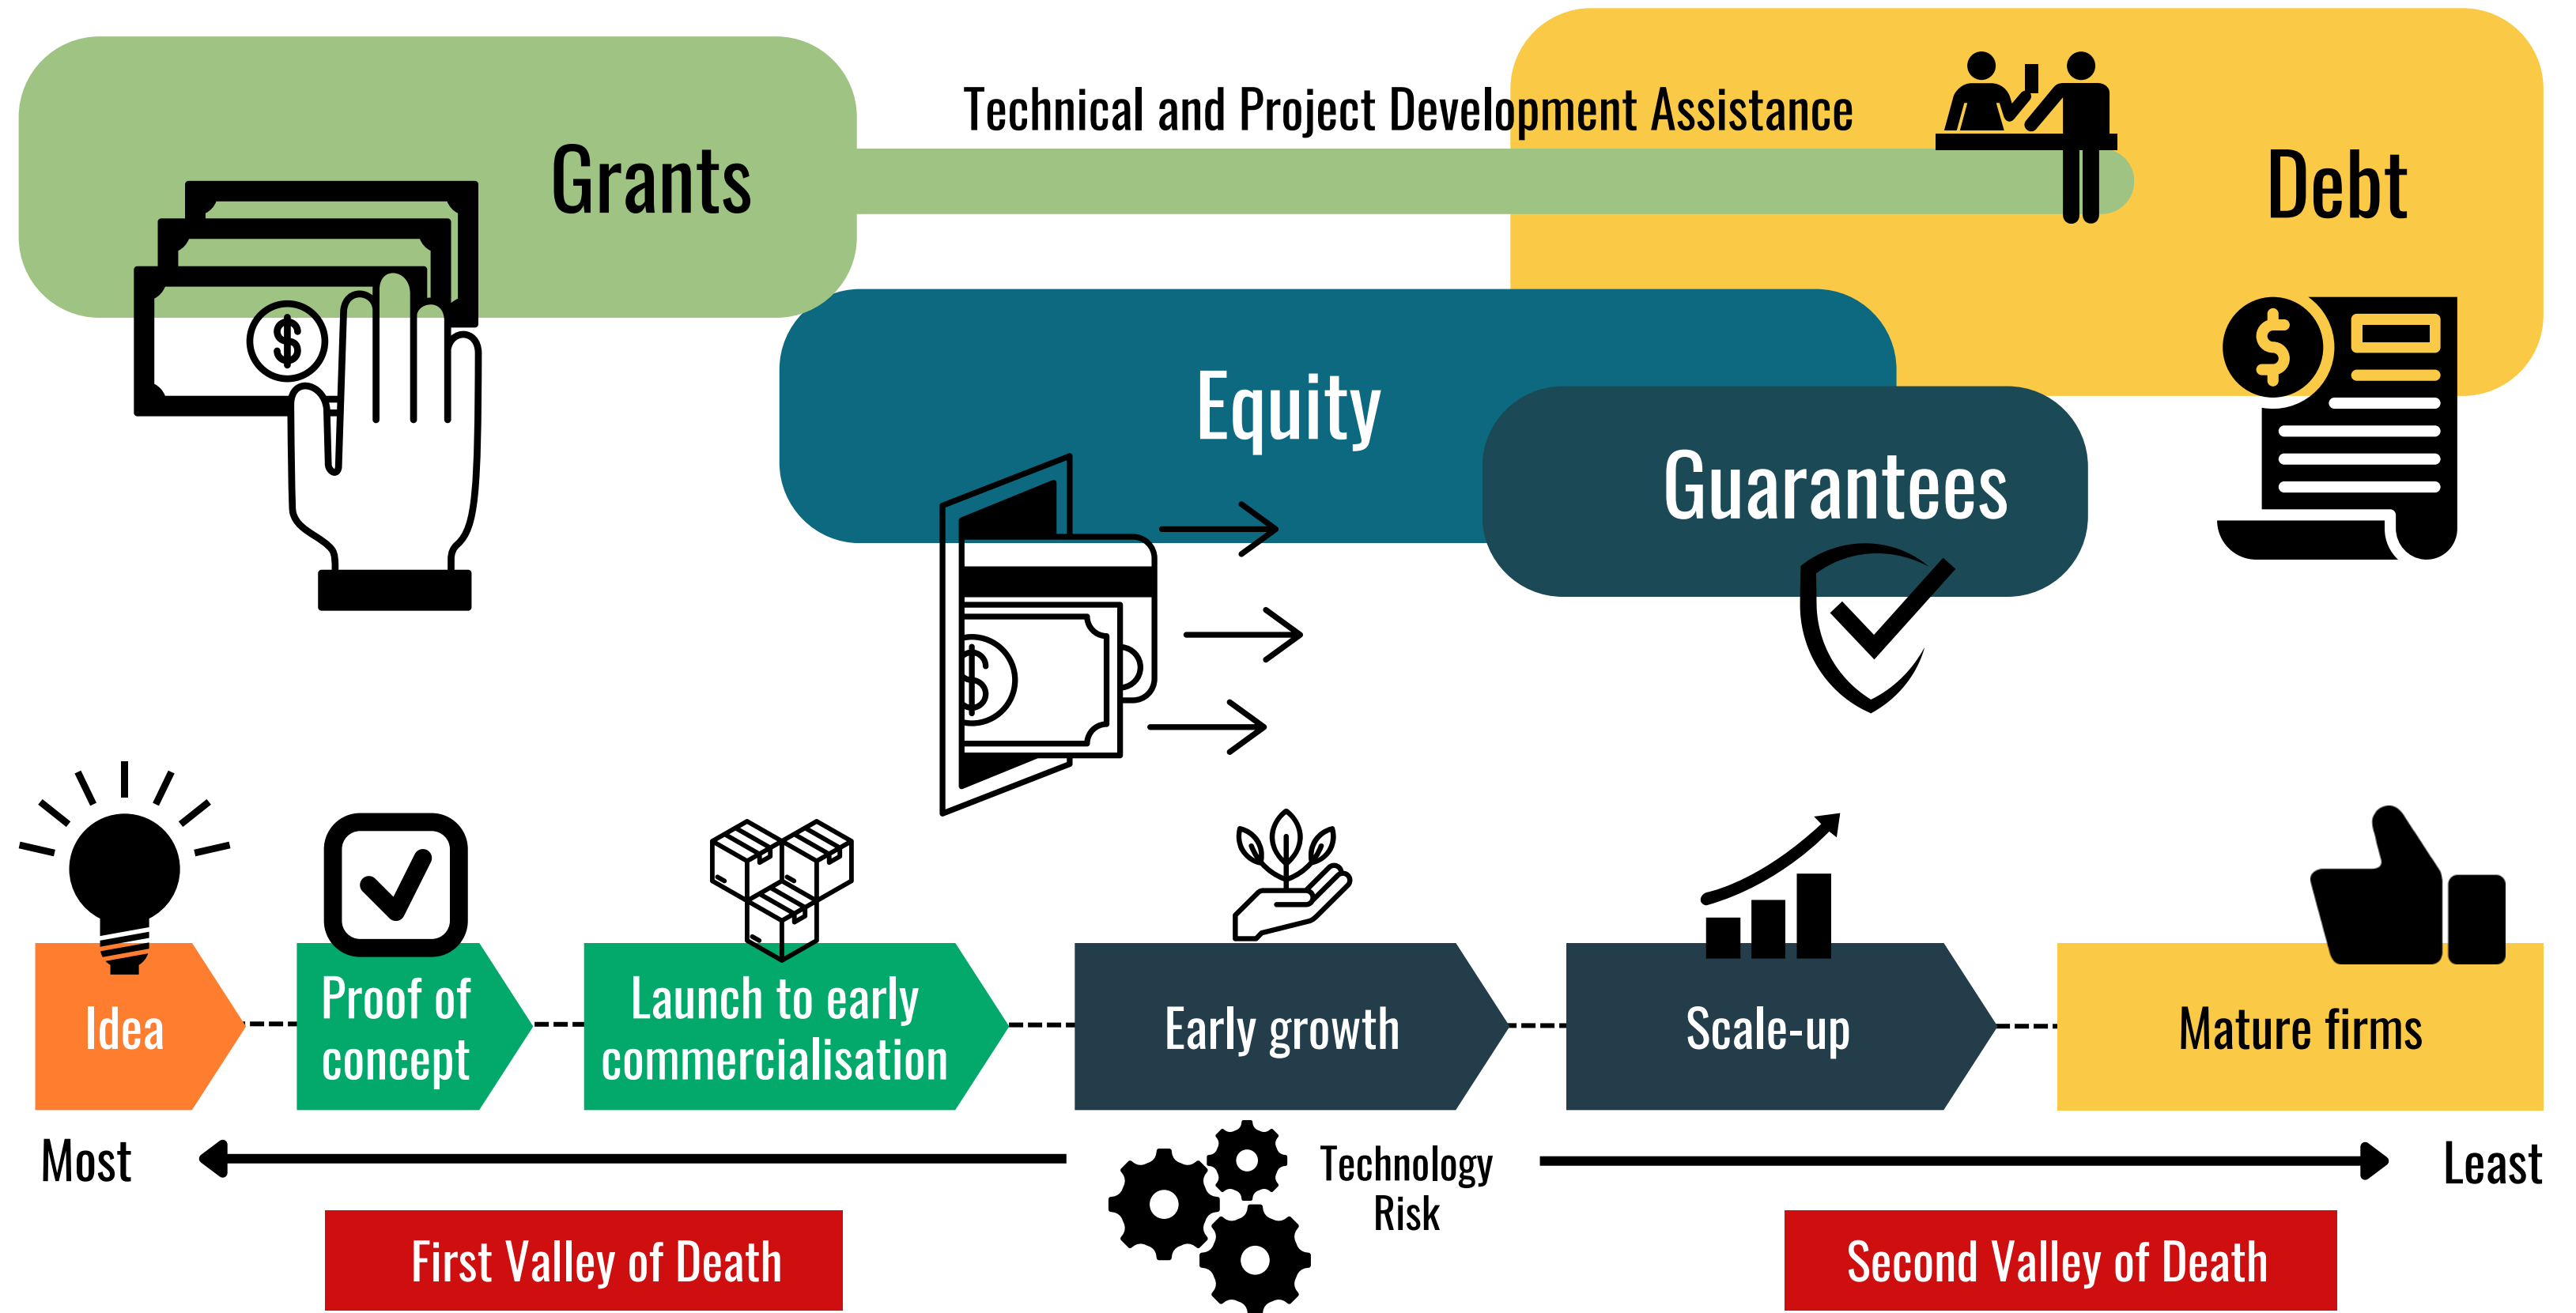 Technical and Project Development Assistance
Grants
Debt
Equity
Guarantees
$
$
$
Idea
Proof of
concept
Launch to early
commercialisation
Early growth
Scale-up
Mature firms
Most
Technology
Risk
Least
First Valley of Death
Second Valley of Death